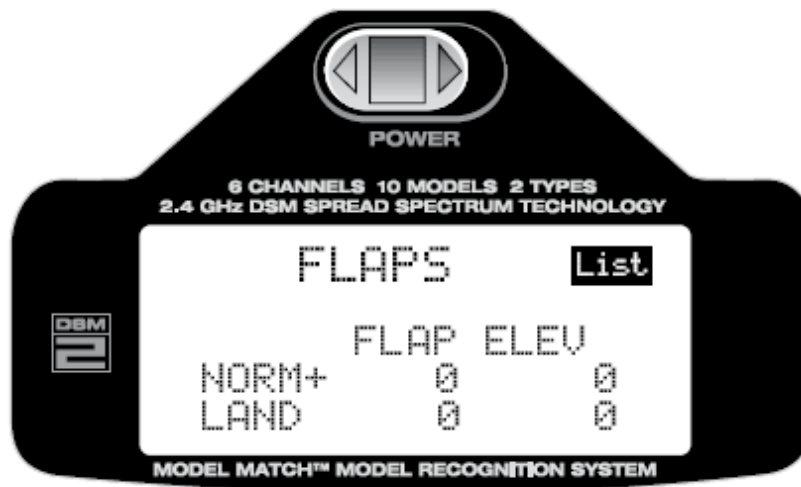 POWER
6 CHANNELS 10 MODELS 2 TYPES
2.4 GHz DSM SPREAD SPECTRUM TECHNOLOGY
FLAPS List
DSM
2
FLAP ELEV
NORM+ 0 0
LAND 0 0
MODEL MATCH™ MODEL RECOGNITION SYSTEM